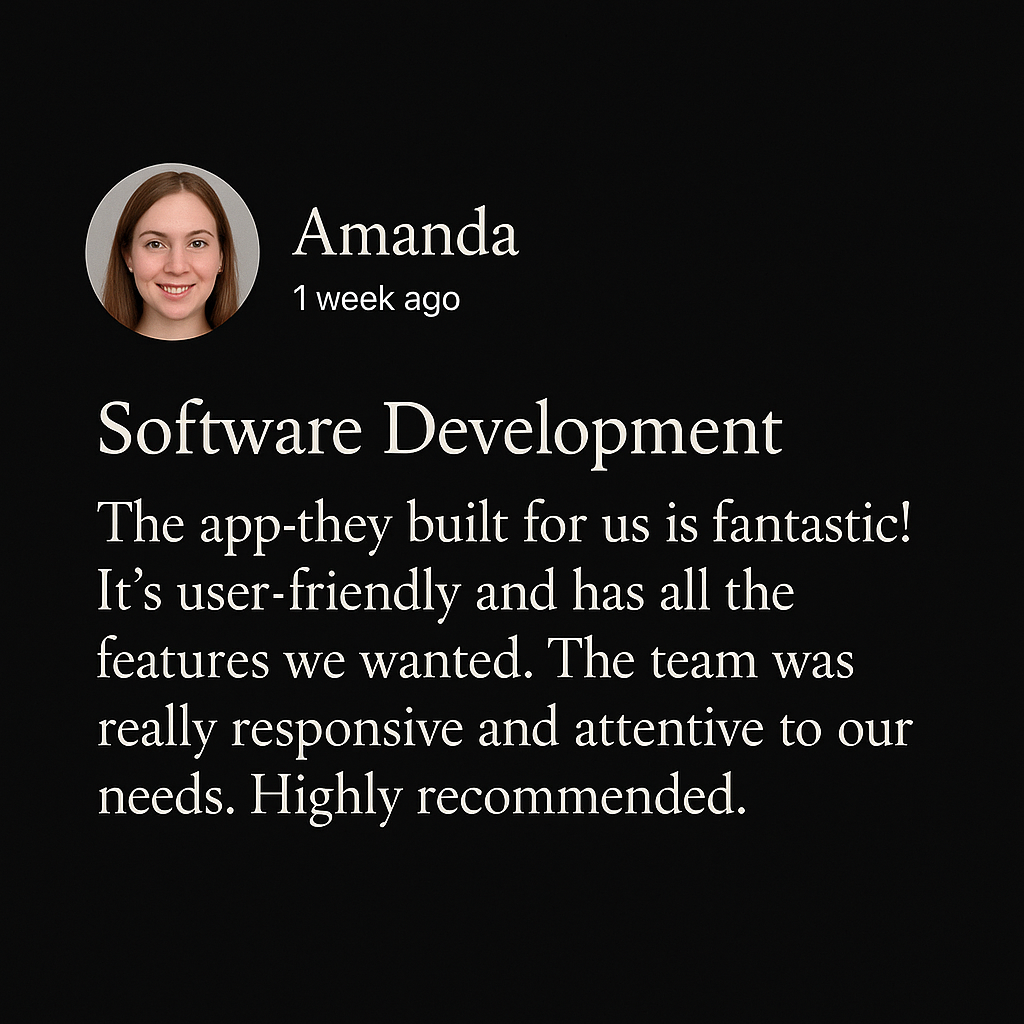 Amanda
1 week ago
Software Development
The app-they built for us is fantastic!
It’s user-friendly and has all the
features we wanted. The team was
really responsive and attentive to our
needs. Highly recommended.